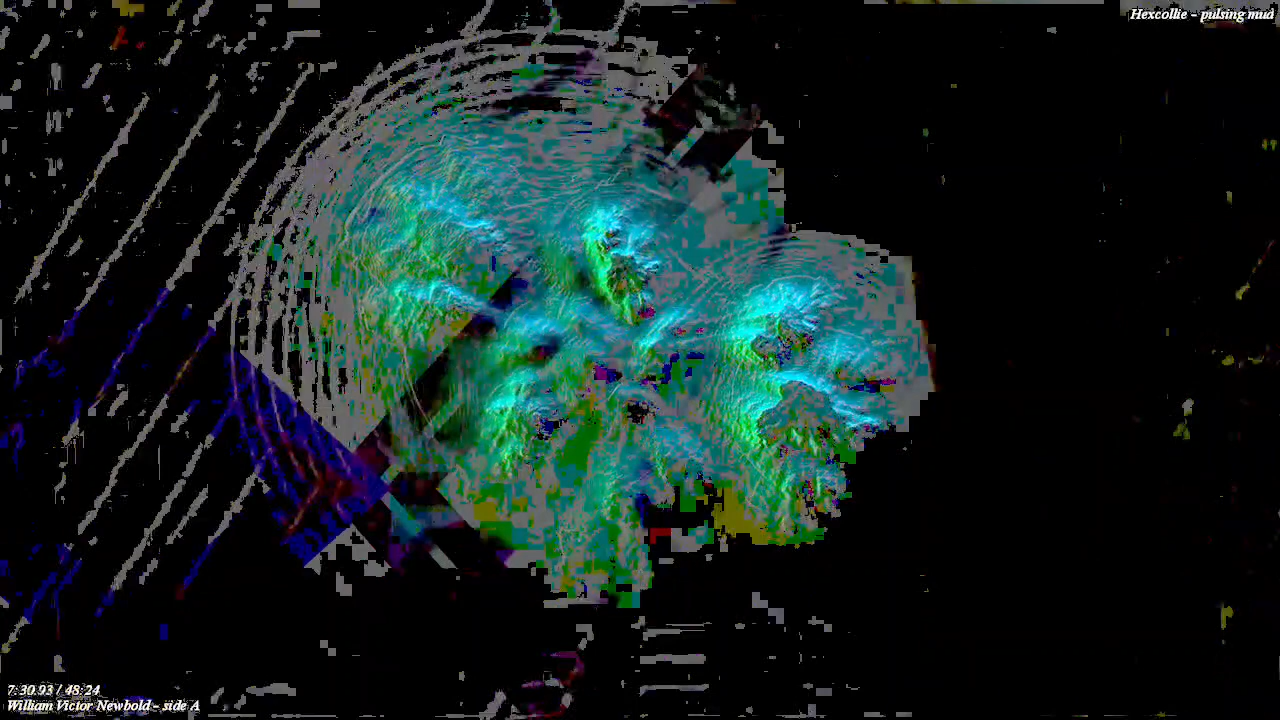 Hexcollie - pulsing mud
7:30.93 / 48:24
William Victor Newbold - side A